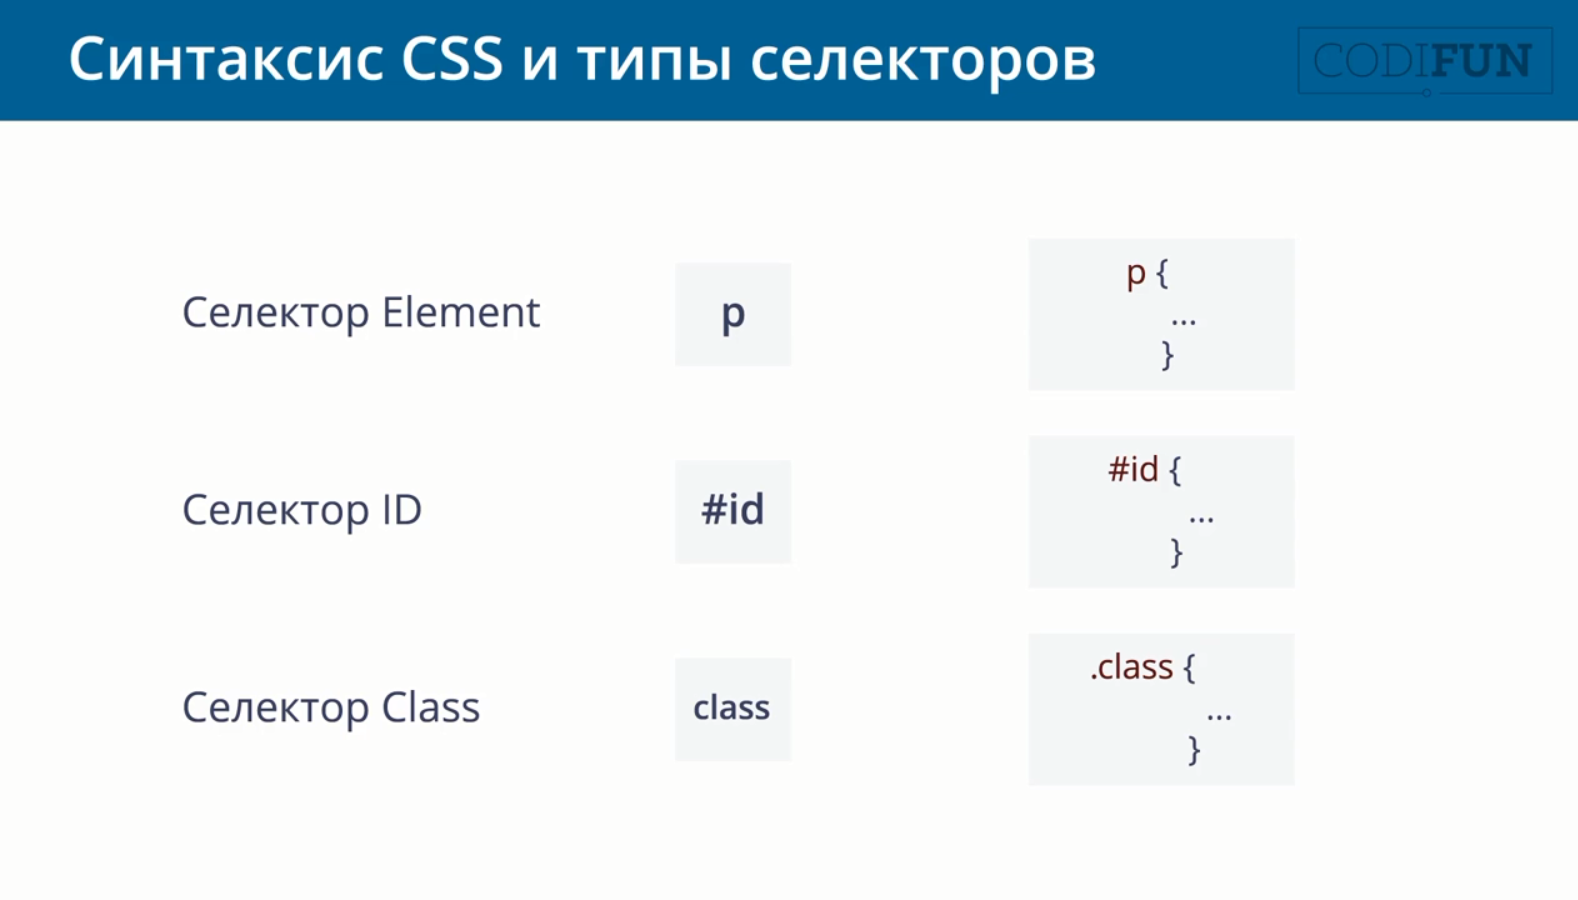 Синтаксис CSS и типы селекторов
CODIFUN
Селектор Element
p
p {
...
}
Селектор ID
#id
#id {
...
}
Селектор Class
class
.class {
...
}